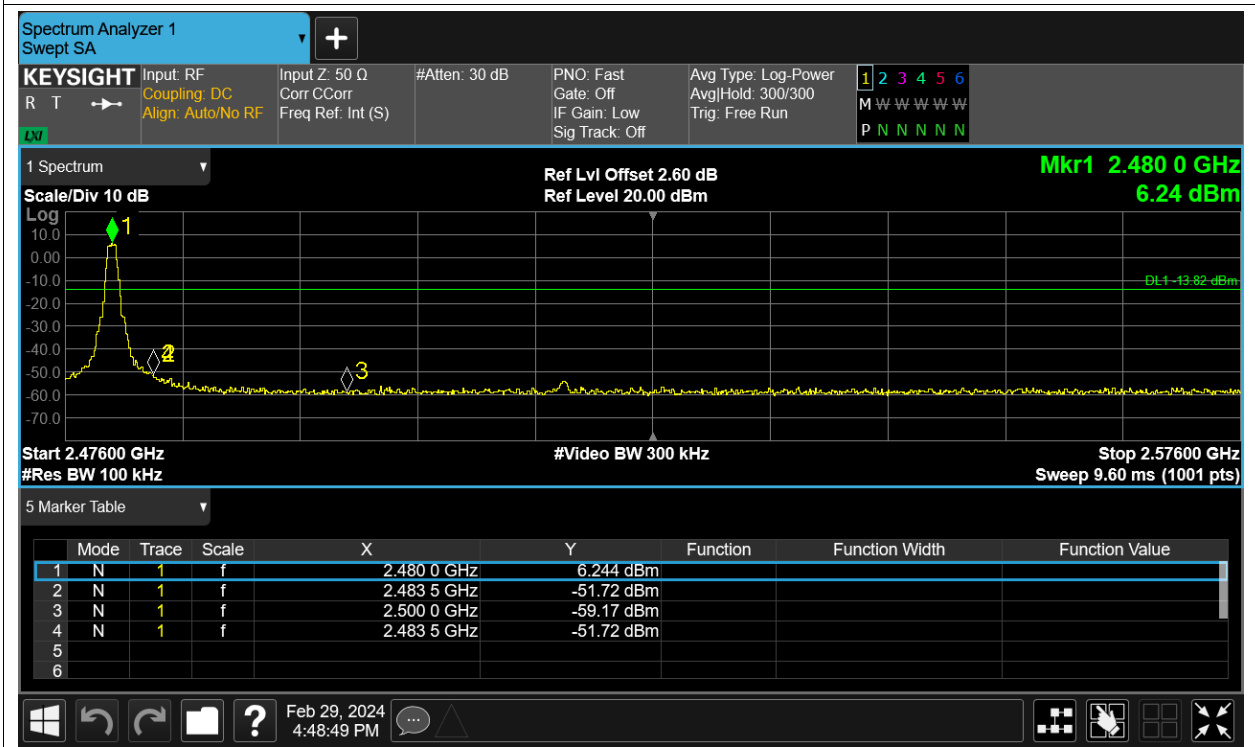 Spectrum Analyzer 1
Swept SA
KEYSIGHT Input: RF Input Z: 50 Ω #Atten: 30 dB PNO: Fast Avg Type: Log-Power 1 2 3 4 5 6
R T Coupling: DC Corr CCorr Gate: Off Avg|Hold: 300/300 M W W W W W
Align: Auto/No RF Freq Ref: Int (S) IF Gain: Low Trig: Free Run
LXI Sig Track: Off P N N N N N
1 Spectrum Ref Lvl Offset 2.60 dB Mkr1 2.480 0 GHz
Scale/Div 10 dB Ref Level 20.00 dBm 6.24 dBm
Log
1
10.0
0.00
-10.0 DL1 -13.82 dBm
-20.0
-30.0
-40.0
-50.0 3
-60.0
-70.0
Start 2.47600 GHz #Video BW 300 kHz Stop 2.57600 GHz
#Res BW 100 kHz Sweep 9.60 ms (1001 pts)
5 Marker Table
Mode Trace Scale X Y Function Function Width Function Value
1 N 1 f 2.480 0 GHz 6.244 dBm
2 N 1 f 2.483 5 GHz -51.72 dBm
3 N 1 f 2.500 0 GHz -59.17 dBm
4 N 1 f 2.483 5 GHz -51.72 dBm
5
6
? Feb 29, 2024
4:48:49 PM